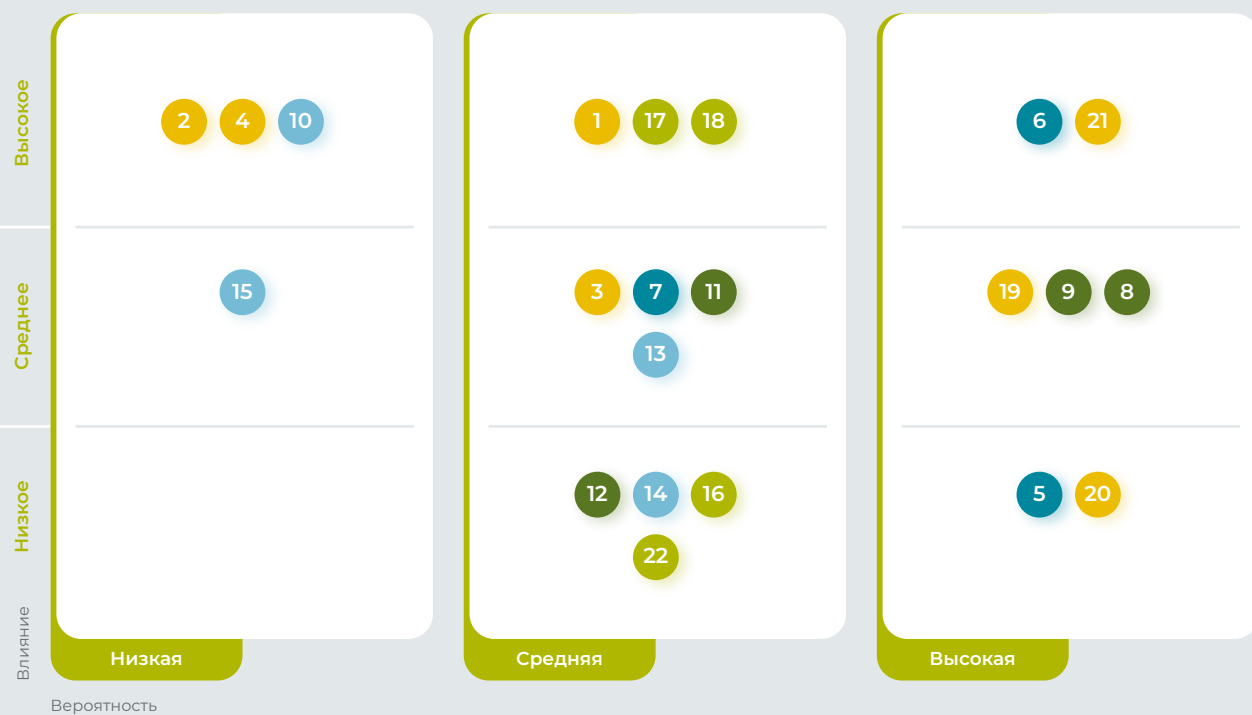 Высокое
2 4 10
1 17 18
6 21
Среднее
15
3 7 11
13
19 9 8
Низкое
12 14 16
22
5 20
Влияние
Низкая
Средняя
Высокая
Вероятность